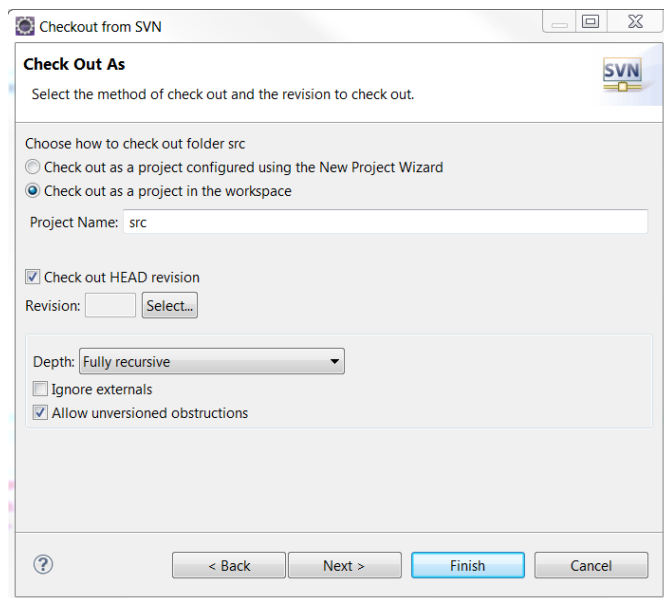 Checkout from SVN
Check Out As
Select the method of check out and the revision to check out.
SVN
Choose how to check out folder src
Check out as a project configured using the New Project Wizard
Check out as a project in the workspace
Project Name: src
Check out HEAD revision
Revision: Select...
Depth: Fully recursive
Ignore externals
Allow unversioned obstructions
? < Back Next > Finish Cancel